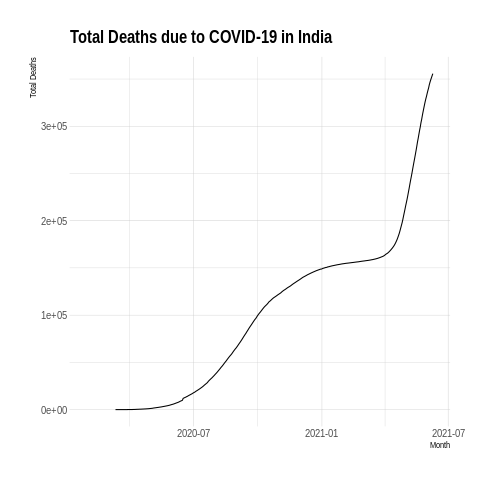 Total Deaths due to COVID-19 in India
Total Deaths
3e+05
2e+05
1e+05
0e+00
2020-07
2021-01
2021-07
Month